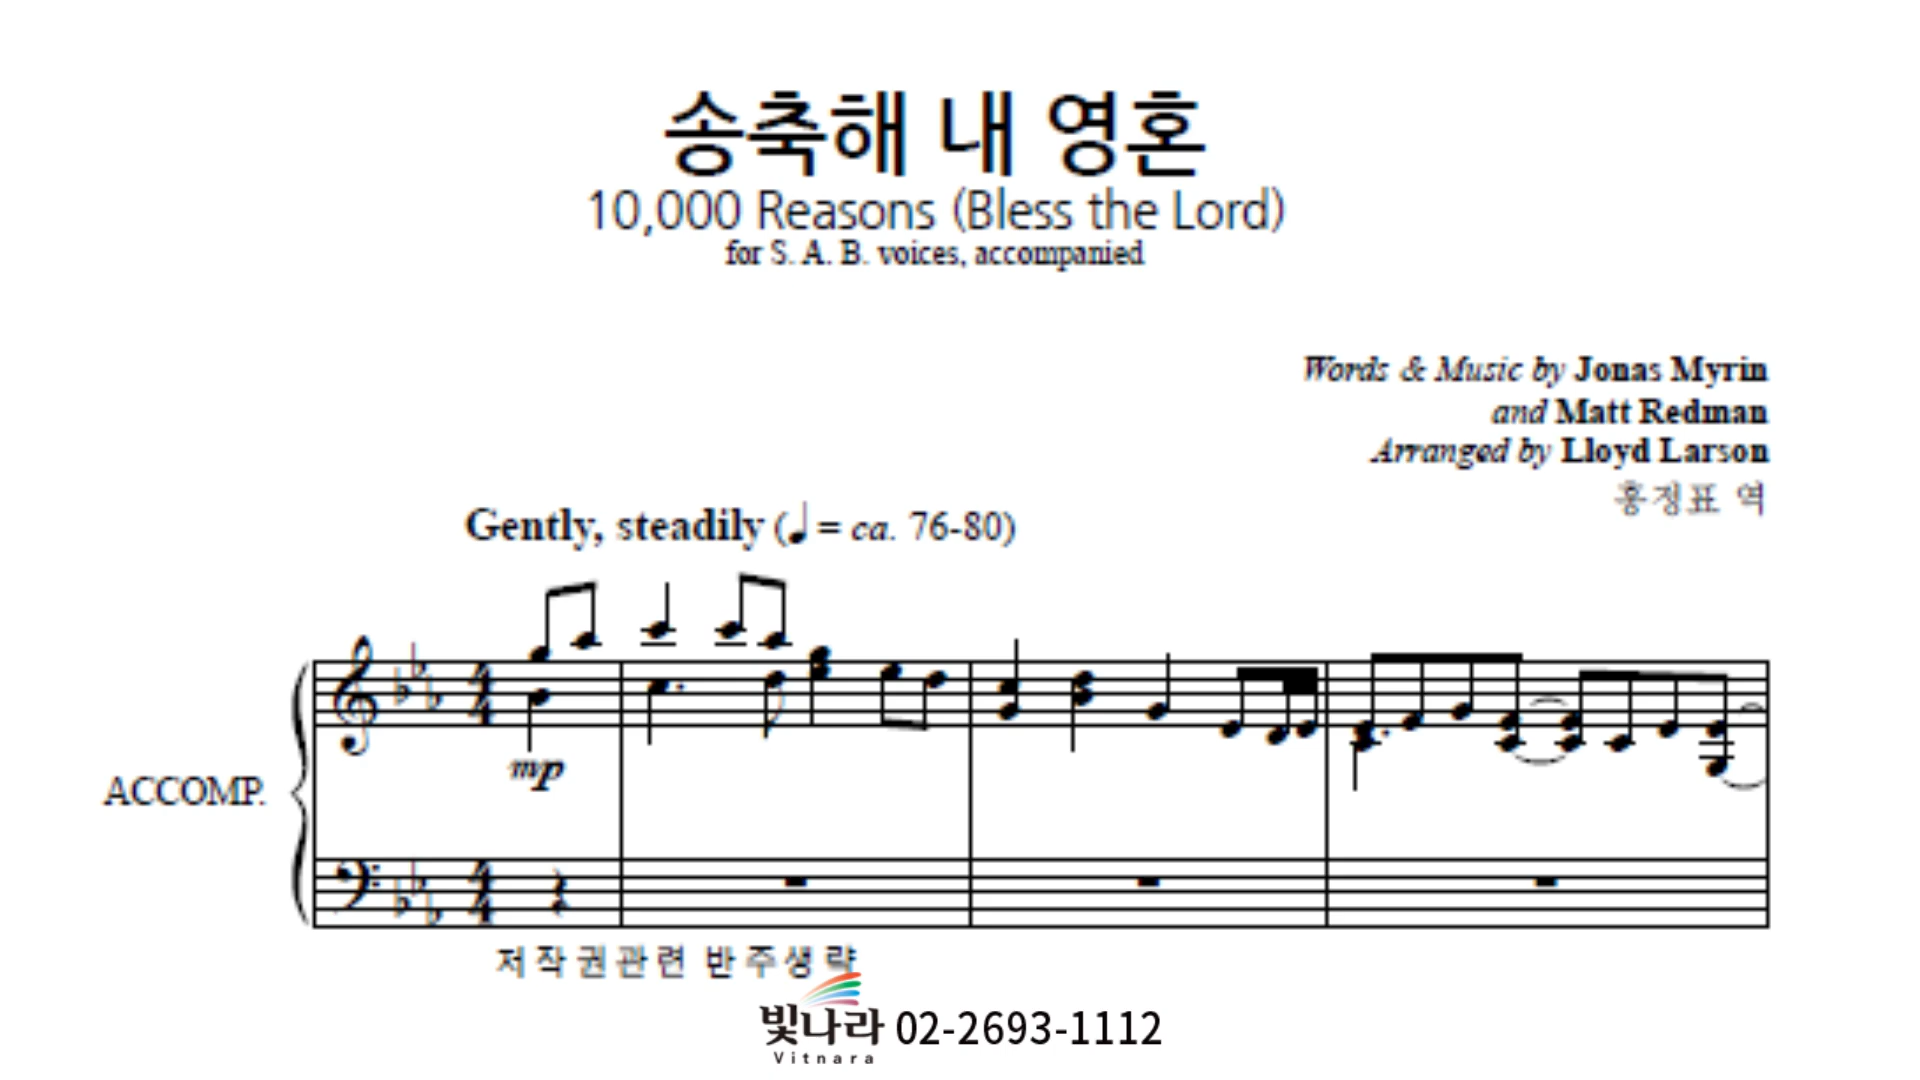 송축해 내 영혼
10,000 Reasons (Bless the Lord)
for S. A. B. voices, accompanied
Words & Music by Jonas Myrin
and Matt Redman
Arranged by Lloyd Larson
홍정표 역
Gently, steadily (♩ = ca. 76-80)
mp
ACCOMP.
저작권관련 반주생략
빛나라 02-2693-1112
Vitnara